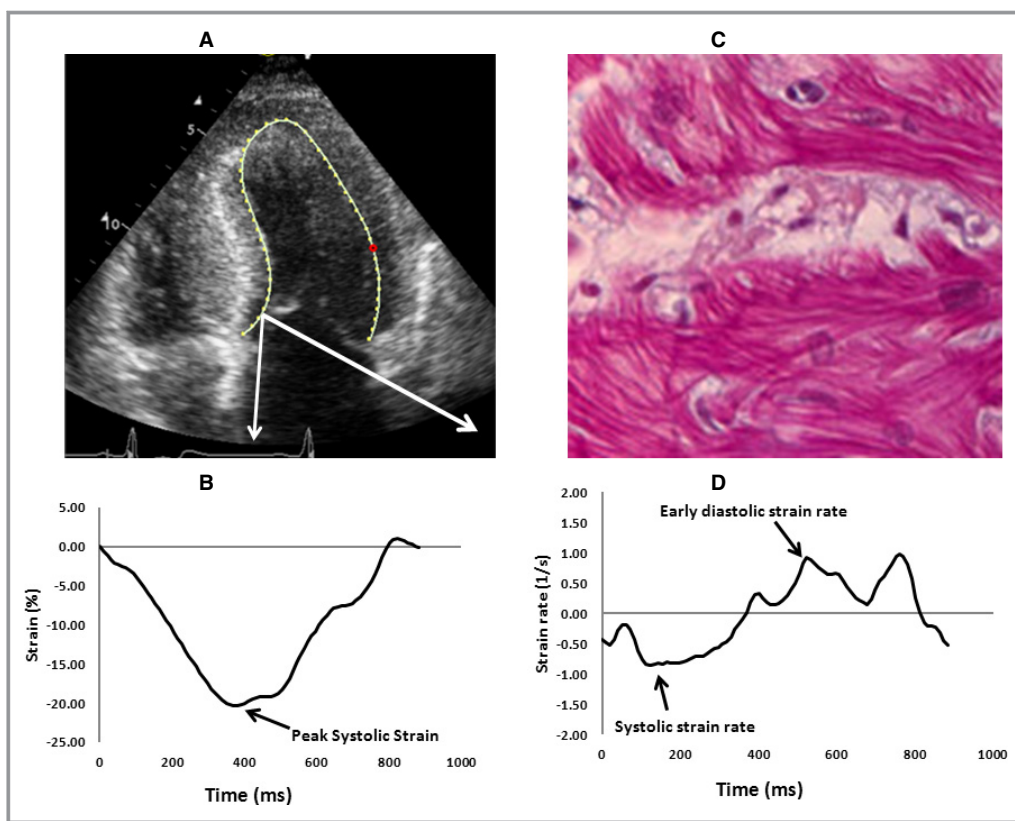 A
C
5
10
B
D
5.00
0.00
-5.00
-10.00
-15.00
-20.00
-25.00
Strain (%)
Peak Systolic Strain
0
200
400
600
800
1000
Time (ms)
2.00
1.50
1.00
0.50
0.00
-0.50
-1.00
-1.50
-2.00
Strain rate (1/s)
Early diastolic strain rate
Systolic strain rate
0
200
400
600
800
1000
Time (ms)